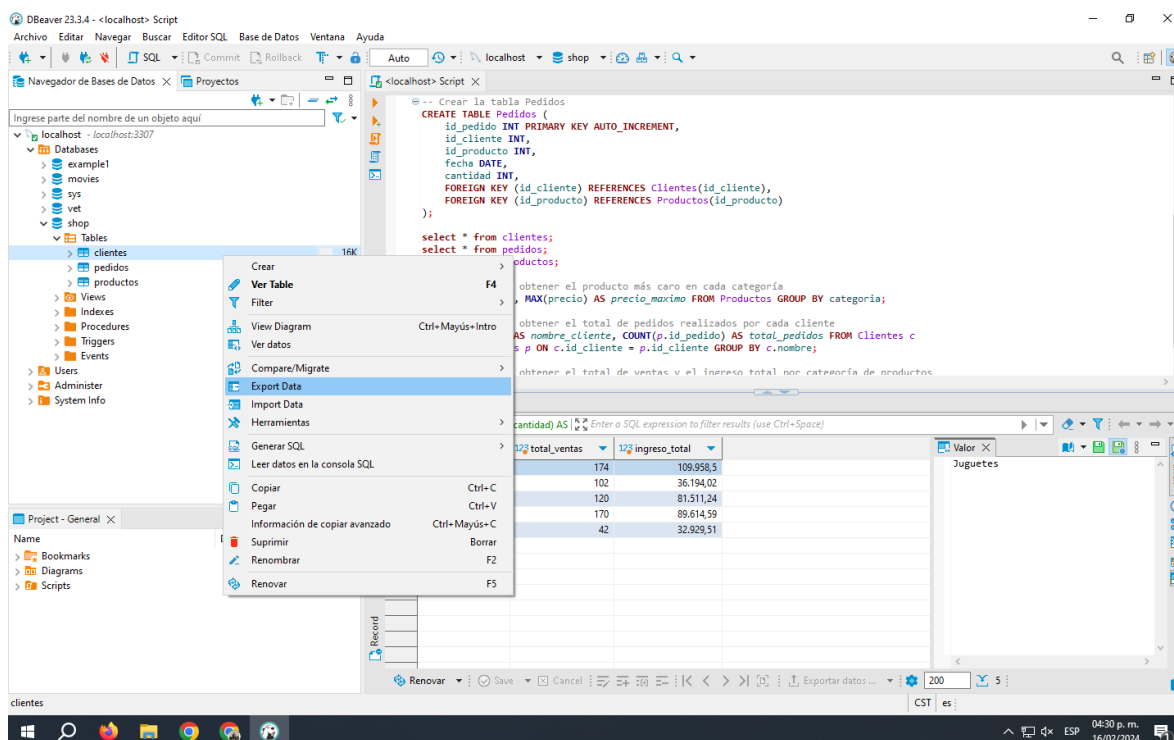 DBeaver 23.3.4 - <localhost> Script
Archivo Editar Navegar Buscar Editor SQL Base de Datos Ventana Ayuda
SQL Commit Rollback Auto localhost shop
Navegador de Bases de Datos Proyectos
Ingrese parte del nombre de un objeto aquí
localhost - localhost:3307
Databases
example1
movies
sys
vet
shop
Tables
clientes 16K
pedidos
productos
Views
Indexes
Procedures
Triggers
Events
Users
Administer
System Info
Project - General
Name
Bookmarks
Diagrams
Scripts
Crear
Ver Table F4
Filter
View Diagram Ctrl+Mayús+Intro
Ver datos
Compare/Migrate
Export Data
Import Data
Herramientas
Generar SQL
Leer datos en la consola SQL
Copiar Ctrl+C
Pegar Ctrl+V
Información de copiar avanzado Ctrl+Mayús+C
Suprimir Borrar
Renombrar F2
Renovar F5
<localhost> Script
-- Crear la tabla Pedidos
CREATE TABLE Pedidos (
id_pedido INT PRIMARY KEY AUTO_INCREMENT,
id_cliente INT,
id_producto INT,
fecha DATE,
cantidad INT,
FOREIGN KEY (id_cliente) REFERENCES Clientes(id_cliente),
FOREIGN KEY (id_producto) REFERENCES Productos(id_producto)
);
select * from clientes;
select * from pedidos;
oductos;
obtener el producto más caro en cada categoría
, MAX(precio) AS precio_maximo FROM Productos GROUP BY categoria;
obtener el total de pedidos realizados por cada cliente
AS nombre_cliente, COUNT(p.id_pedido) AS total_pedidos FROM Clientes c
s p ON c.id_cliente = p.id_cliente GROUP BY c.nombre;
obtener el total de ventas y el ingreso total por categoría de productos
cantidad) AS Enter a SQL expression to filter results (use Ctrl+Space)
123 total_ventas 123 ingreso_total
174 109.958,5
102 36.194,02
120 81.511,24
170 89.614,59
42 32.929,51
Valor
Juguetes
Record
Renovar Save Cancel Exportar datos ... 200 5
clientes CST es
ESP 04:30 p. m.
16/02/2024